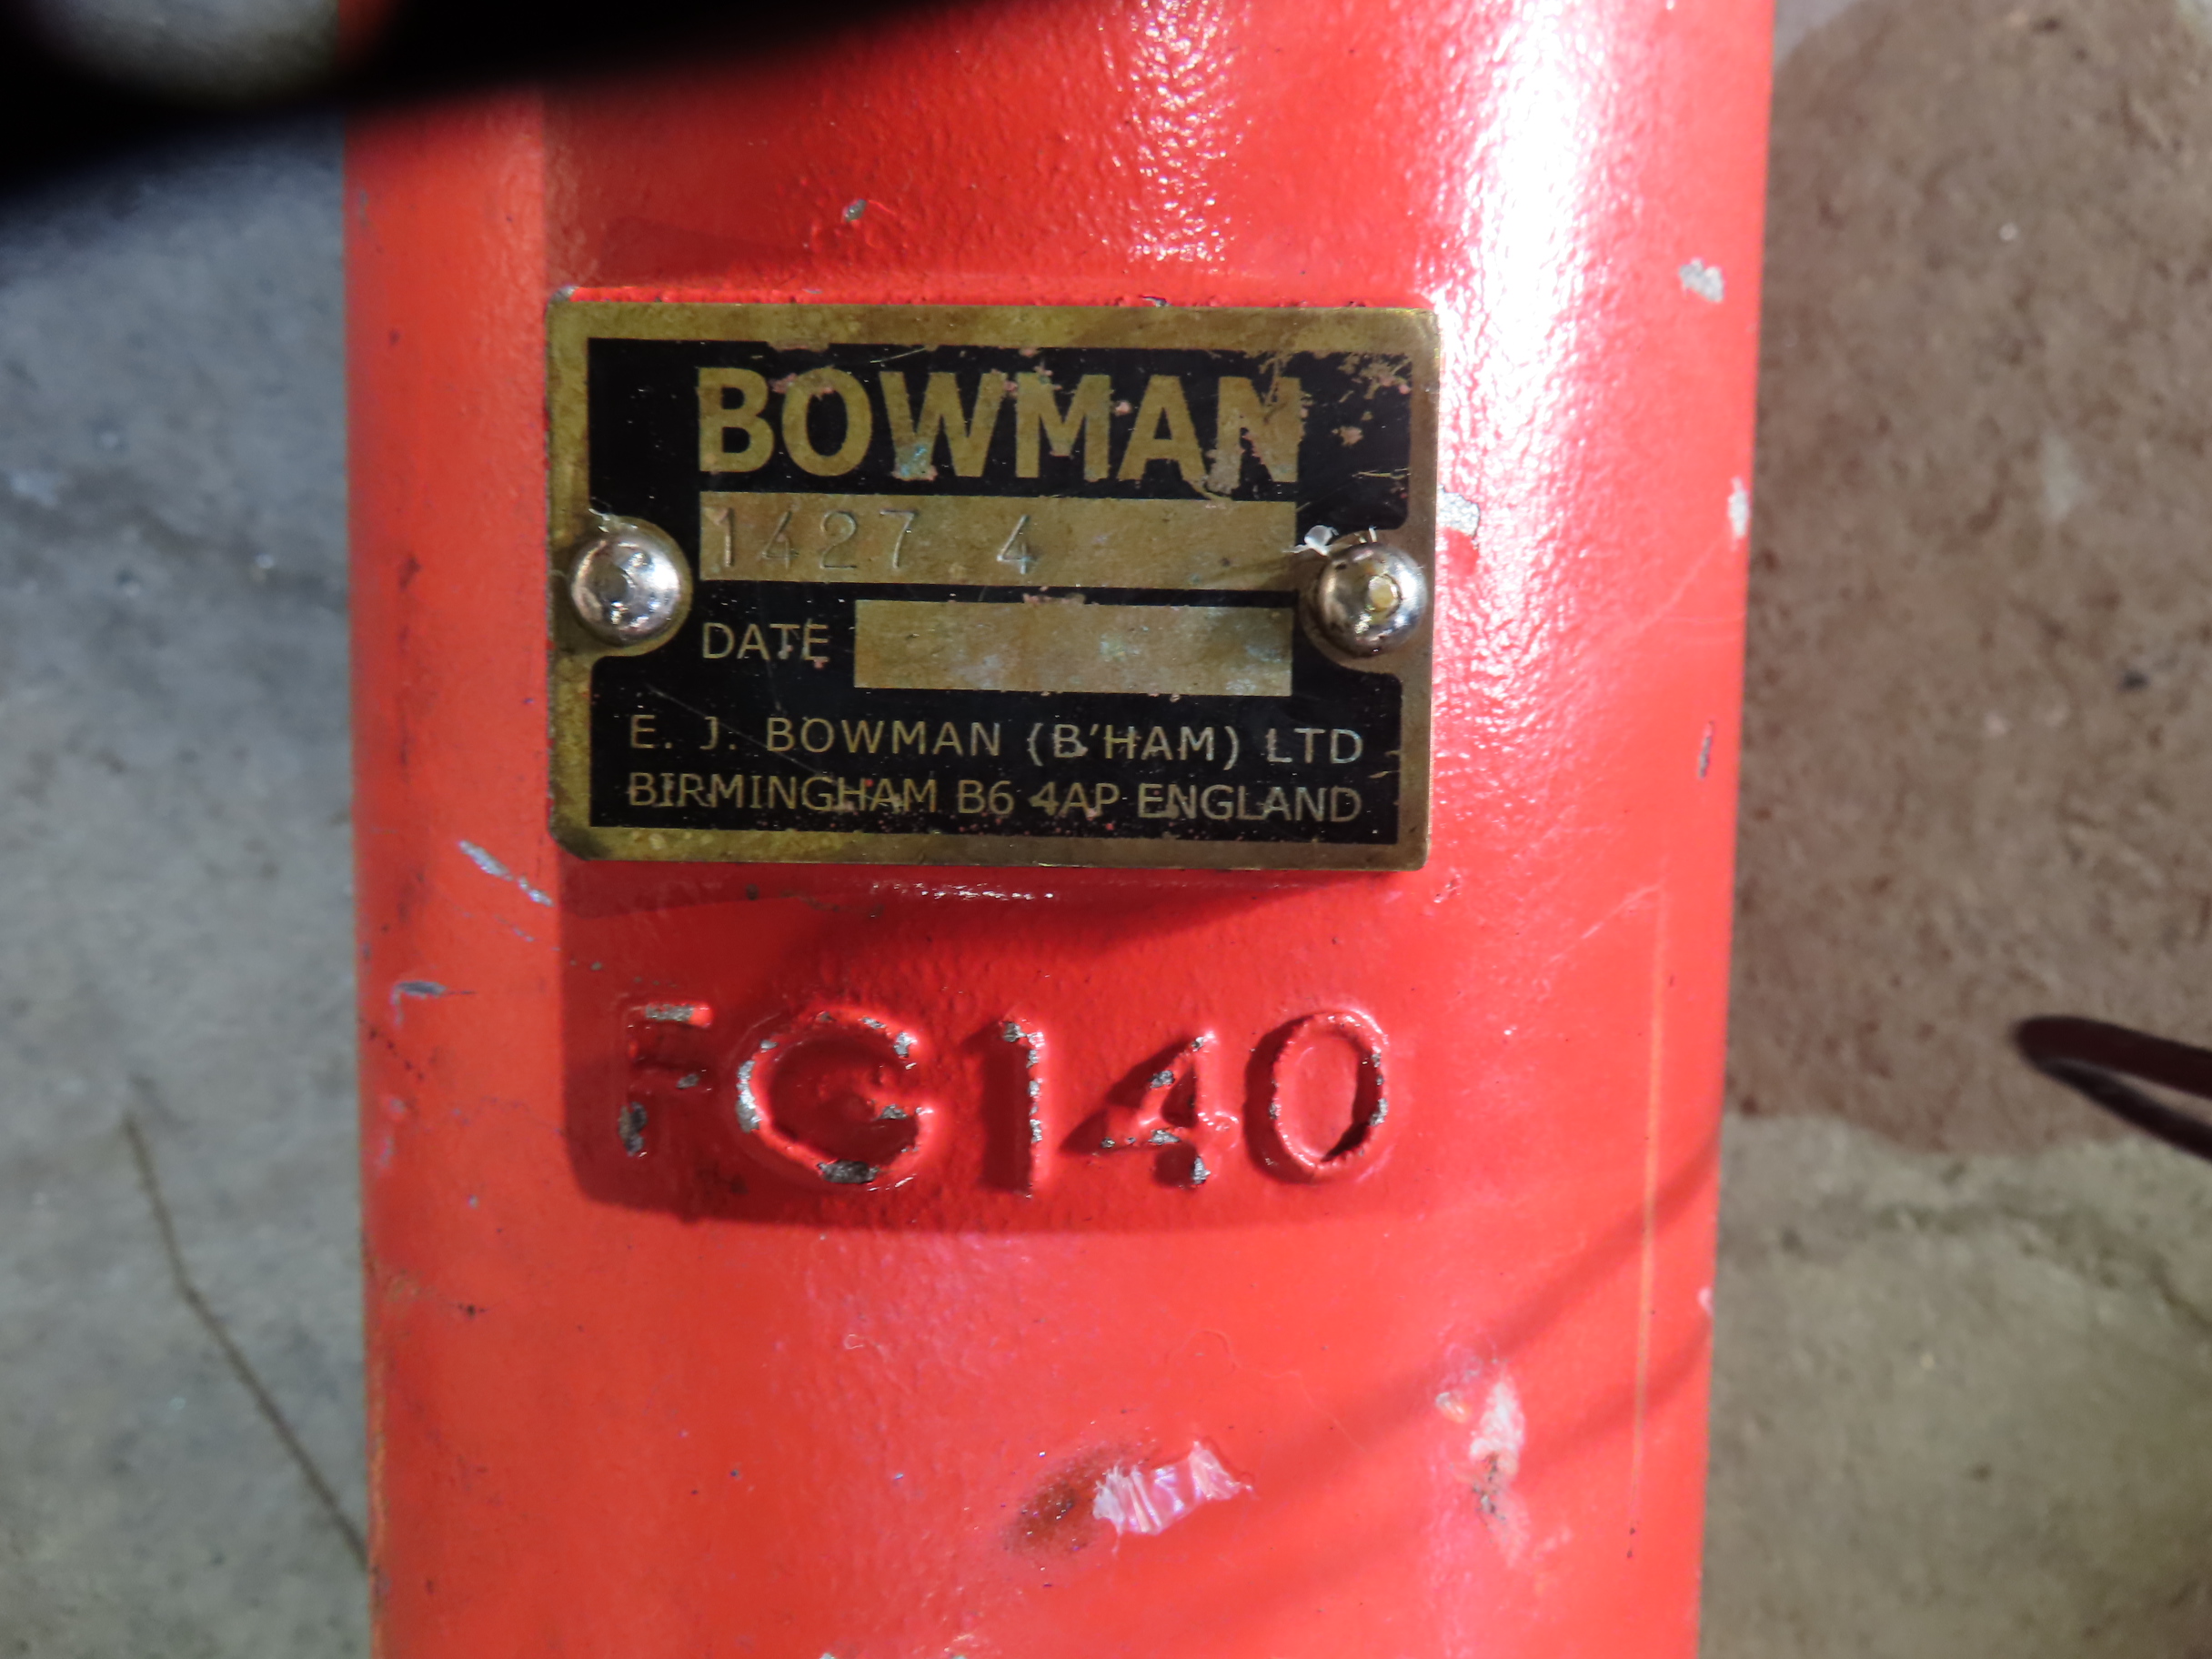 BOWMAN
1427 4
DATE
E. J. BOWMAN (B'HAM) LTD
BIRMINGHAM B6 4AP ENGLAND
FG140